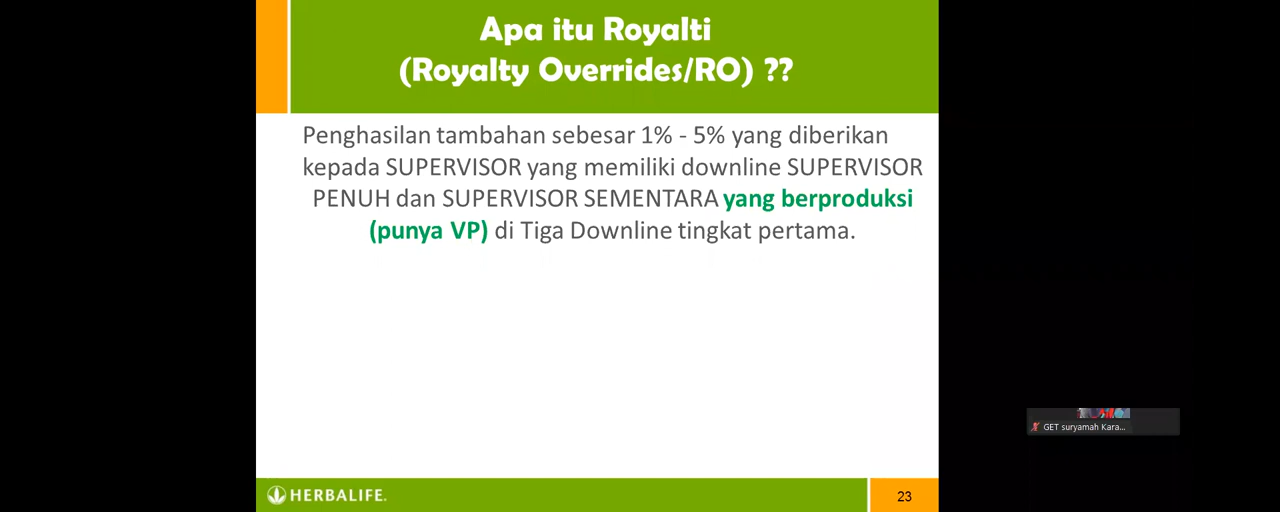 Apa itu Royalti
(Royalty Overrides/RO) ??
Penghasilan tambahan sebesar 1% - 5% yang diberikan
kepada SUPERVISOR yang memiliki downline SUPERVISOR
PENUH dan SUPERVISOR SEMENTARA yang berproduksi
(punya VP) di Tiga Downline tingkat pertama.
GET suryamah Kara...
HERBALIFE.
23